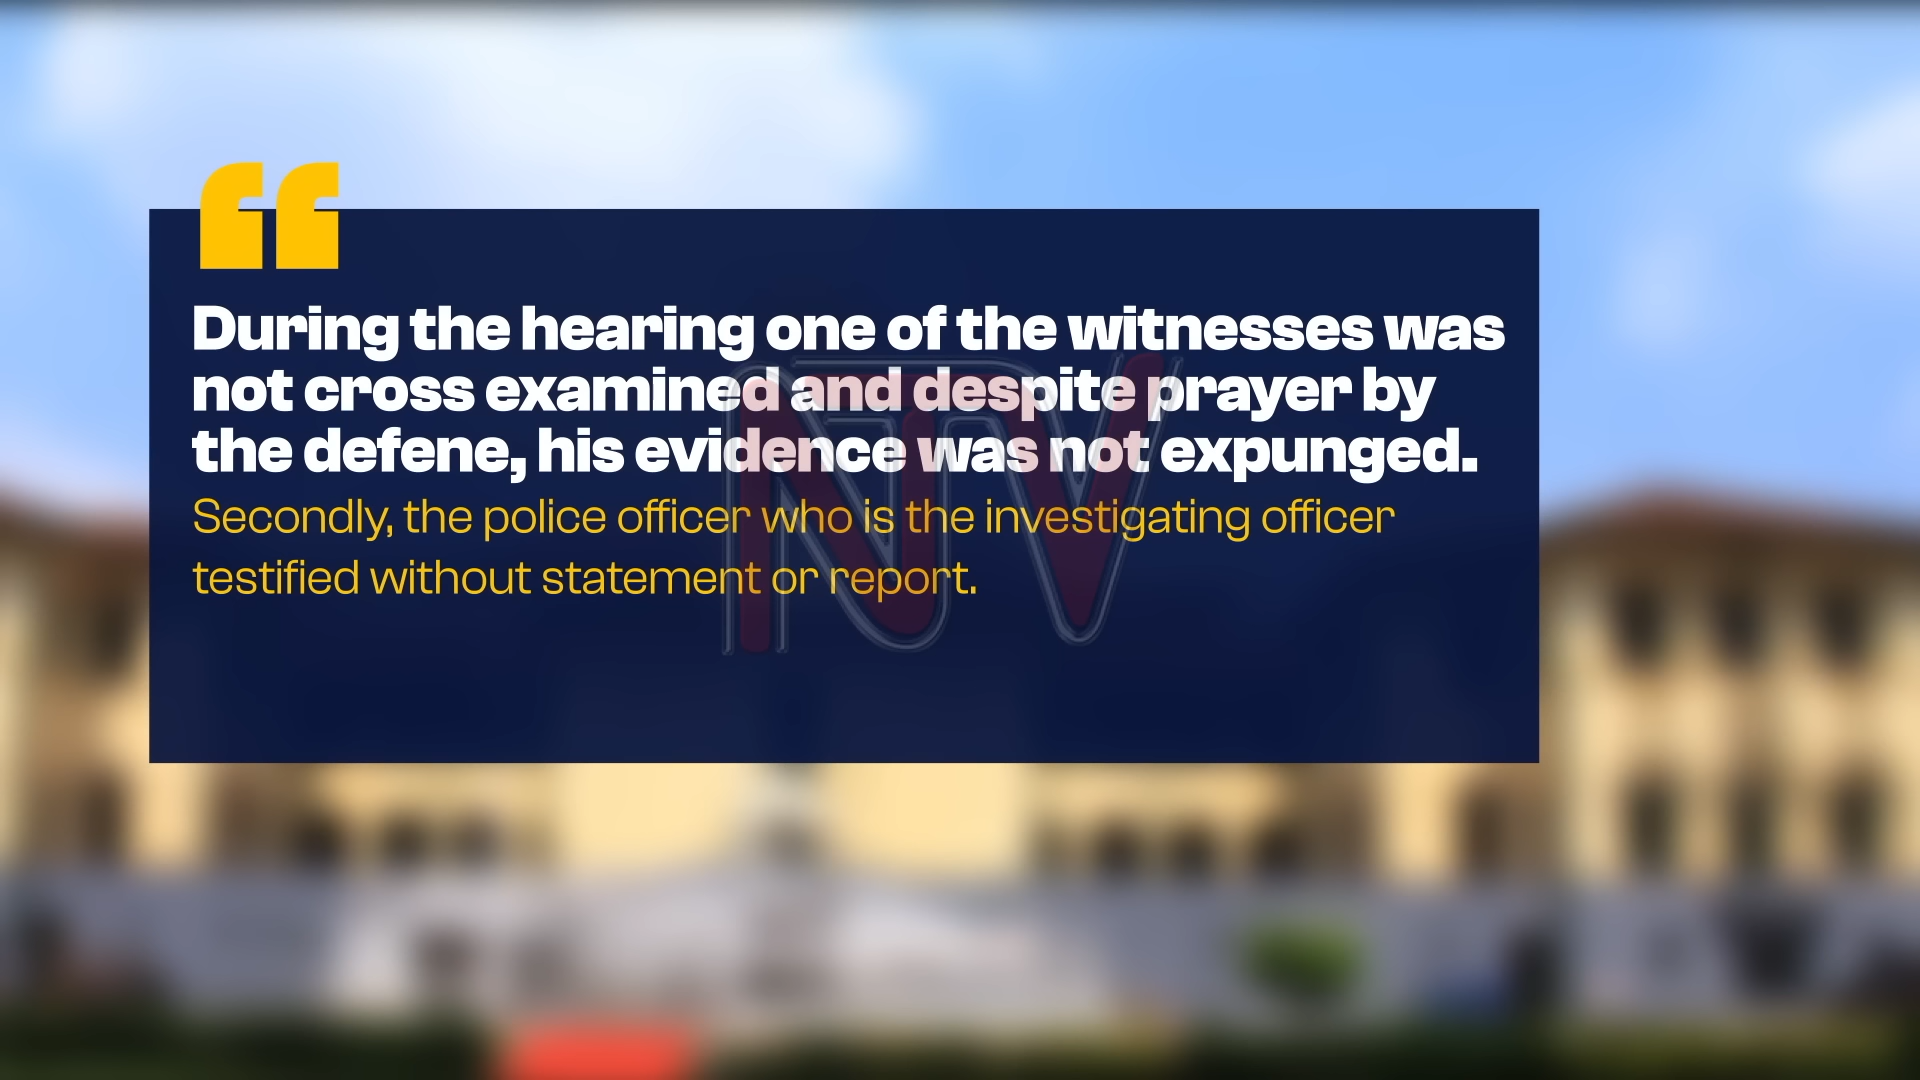 During the hearing one of the witnesses was
not cross examined and despite prayer by
the defene, his evidence was not expunged.
Secondly, the police officer who is the investigating officer
testified without statement or report.
NTV